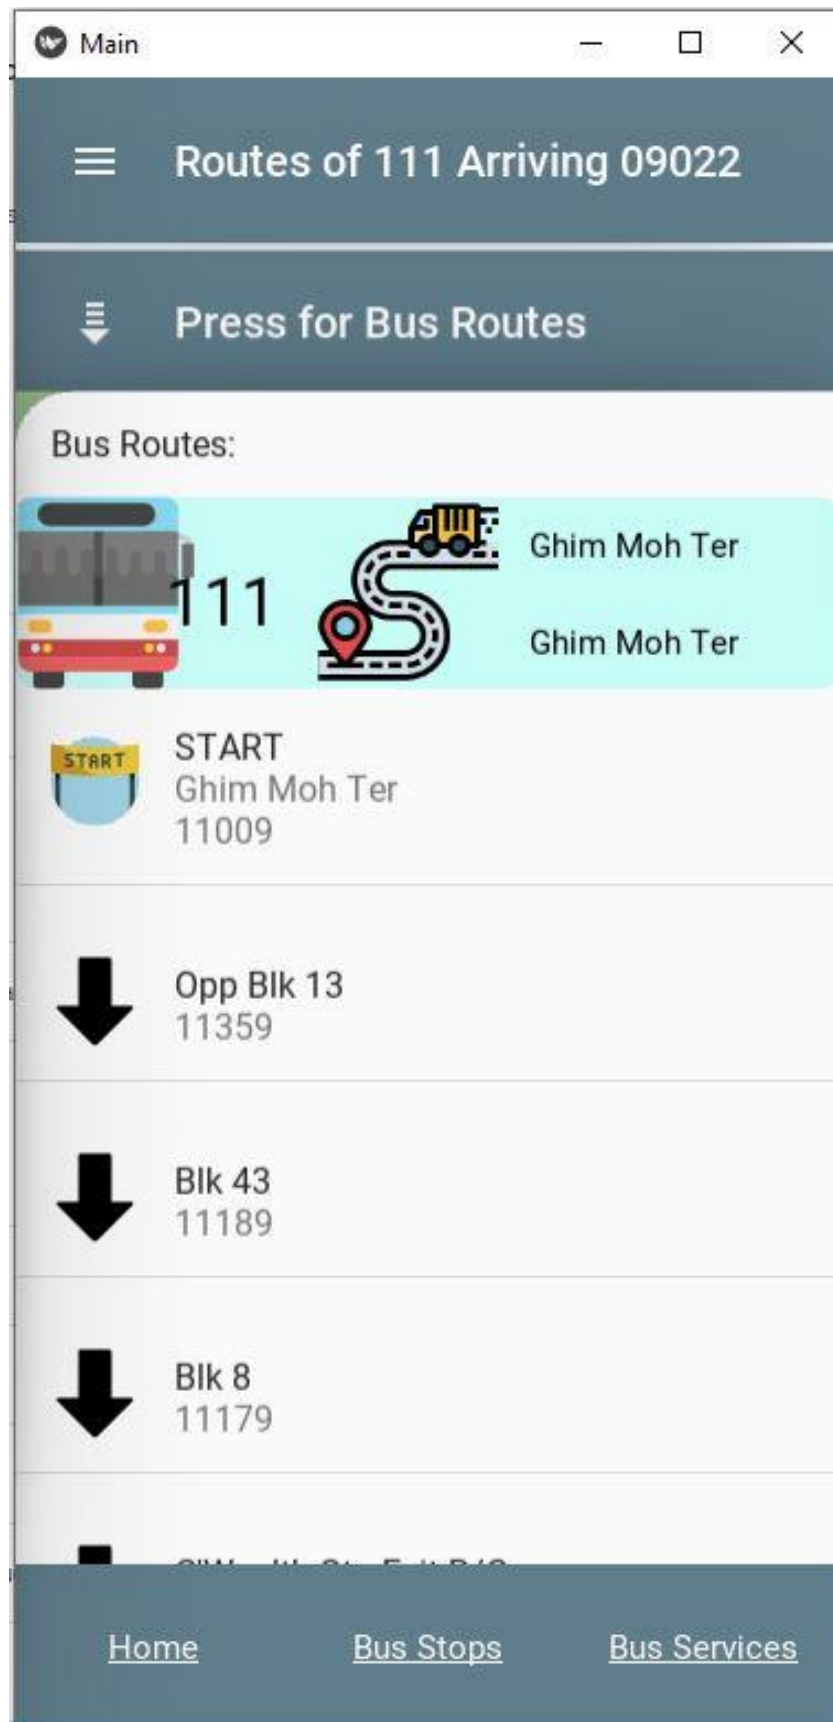 Main
Routes of 111 Arriving 09022
Press for Bus Routes
Bus Routes:
111
Ghim Moh Ter
Ghim Moh Ter
START
START
Ghim Moh Ter
11009
Opp Blk 13
11359
Blk 43
11189
Blk 8
11179
Home
Bus Stops
Bus Services